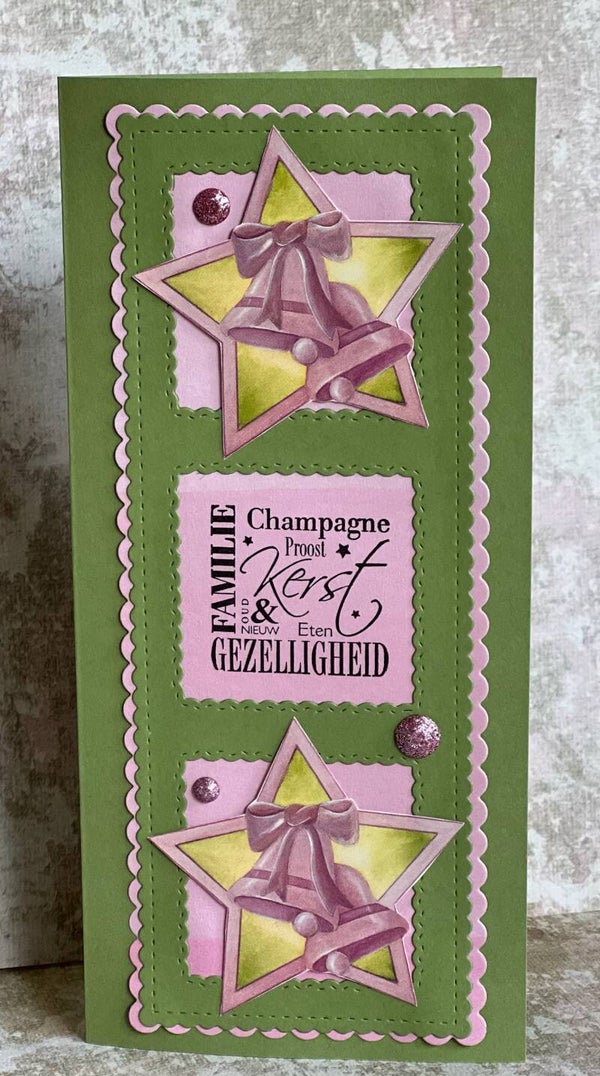 FAMILIE
Champagne
Proost
Kerst
OUD
&
NIEUW
Eten
GEZELLIGHEID